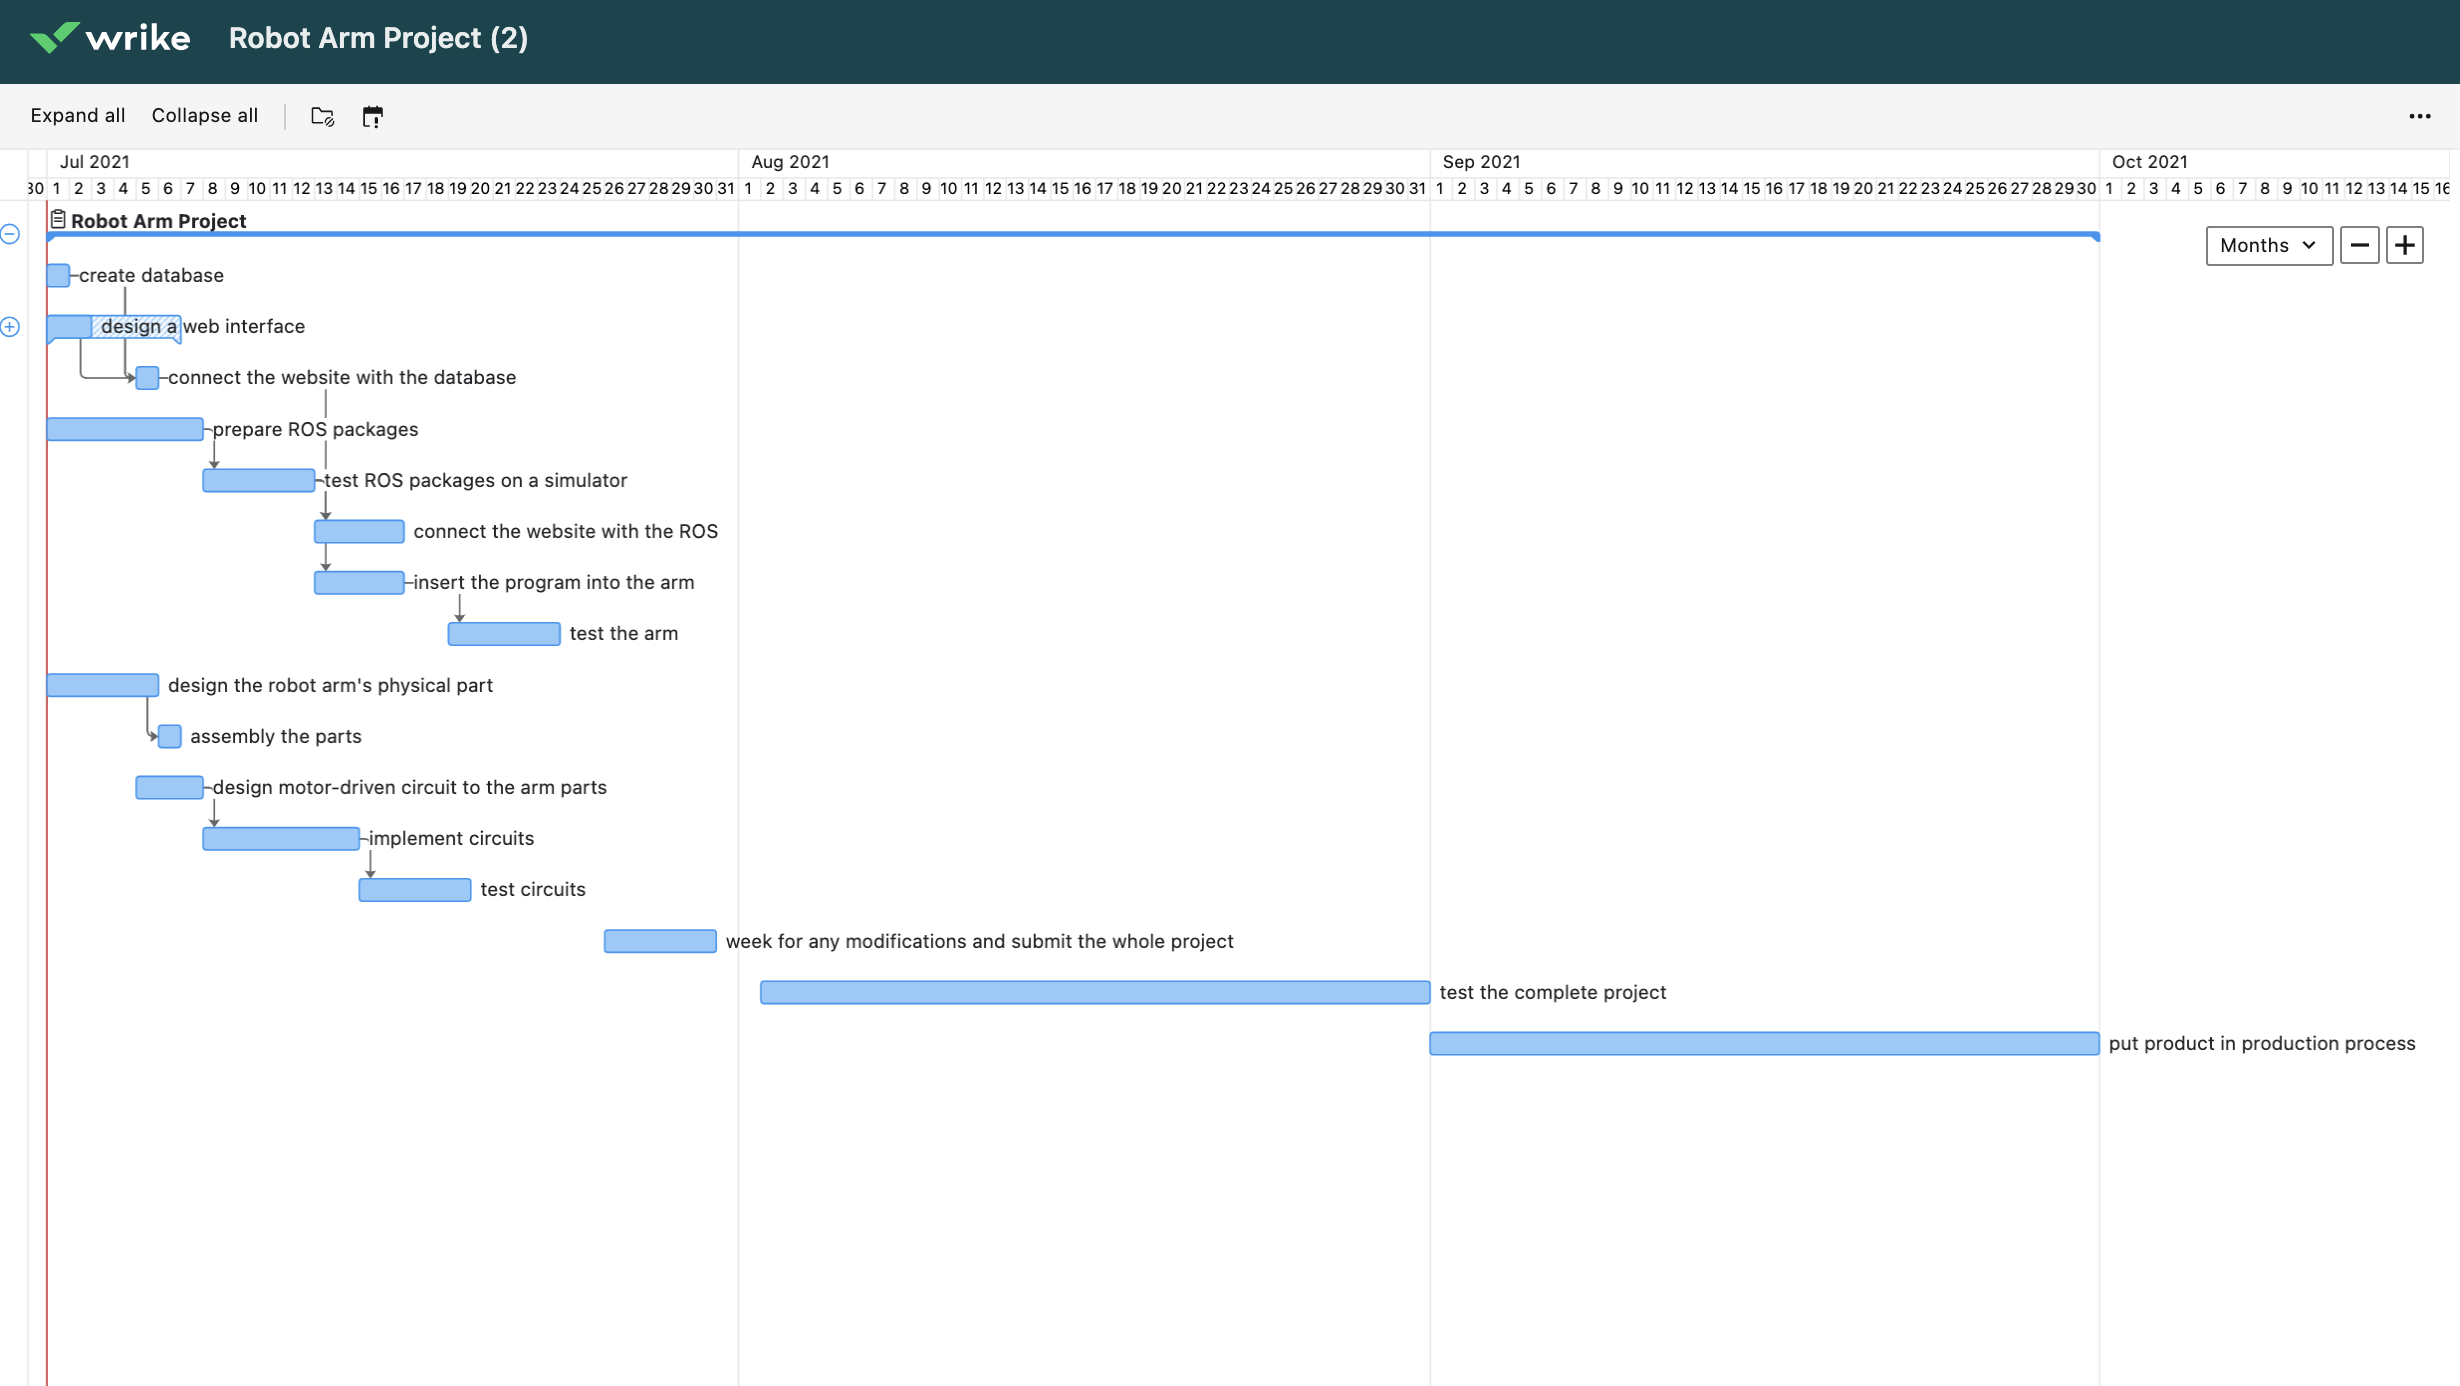 wrike Robot Arm Project (2)
Expand all Collapse all
Jul 2021 Aug 2021 Sep 2021 Oct 2021
30 1 2 3 4 5 6 7 8 9 10 11 12 13 14 15 16 17 18 19 20 21 22 23 24 25 26 27 28 29 30 31 1 2 3 4 5 6 7 8 9 10 11 12 13 14 15 16 17 18 19 20 21 22 23 24 25 26 27 28 29 30 31 1 2 3 4 5 6 7 8 9 10 11 12 13 14 15 16 17 18 19 20 21 22 23 24 25 26 27 28 29 30 1 2 3 4 5 6 7 8 9 10 11 12 13 14 15 16
Robot Arm Project
Months
create database
design a web interface
connect the website with the database
prepare ROS packages
test ROS packages on a simulator
connect the website with the ROS
insert the program into the arm
test the arm
design the robot arm's physical part
assembly the parts
design motor-driven circuit to the arm parts
implement circuits
test circuits
week for any modifications and submit the whole project
test the complete project
put product in production process